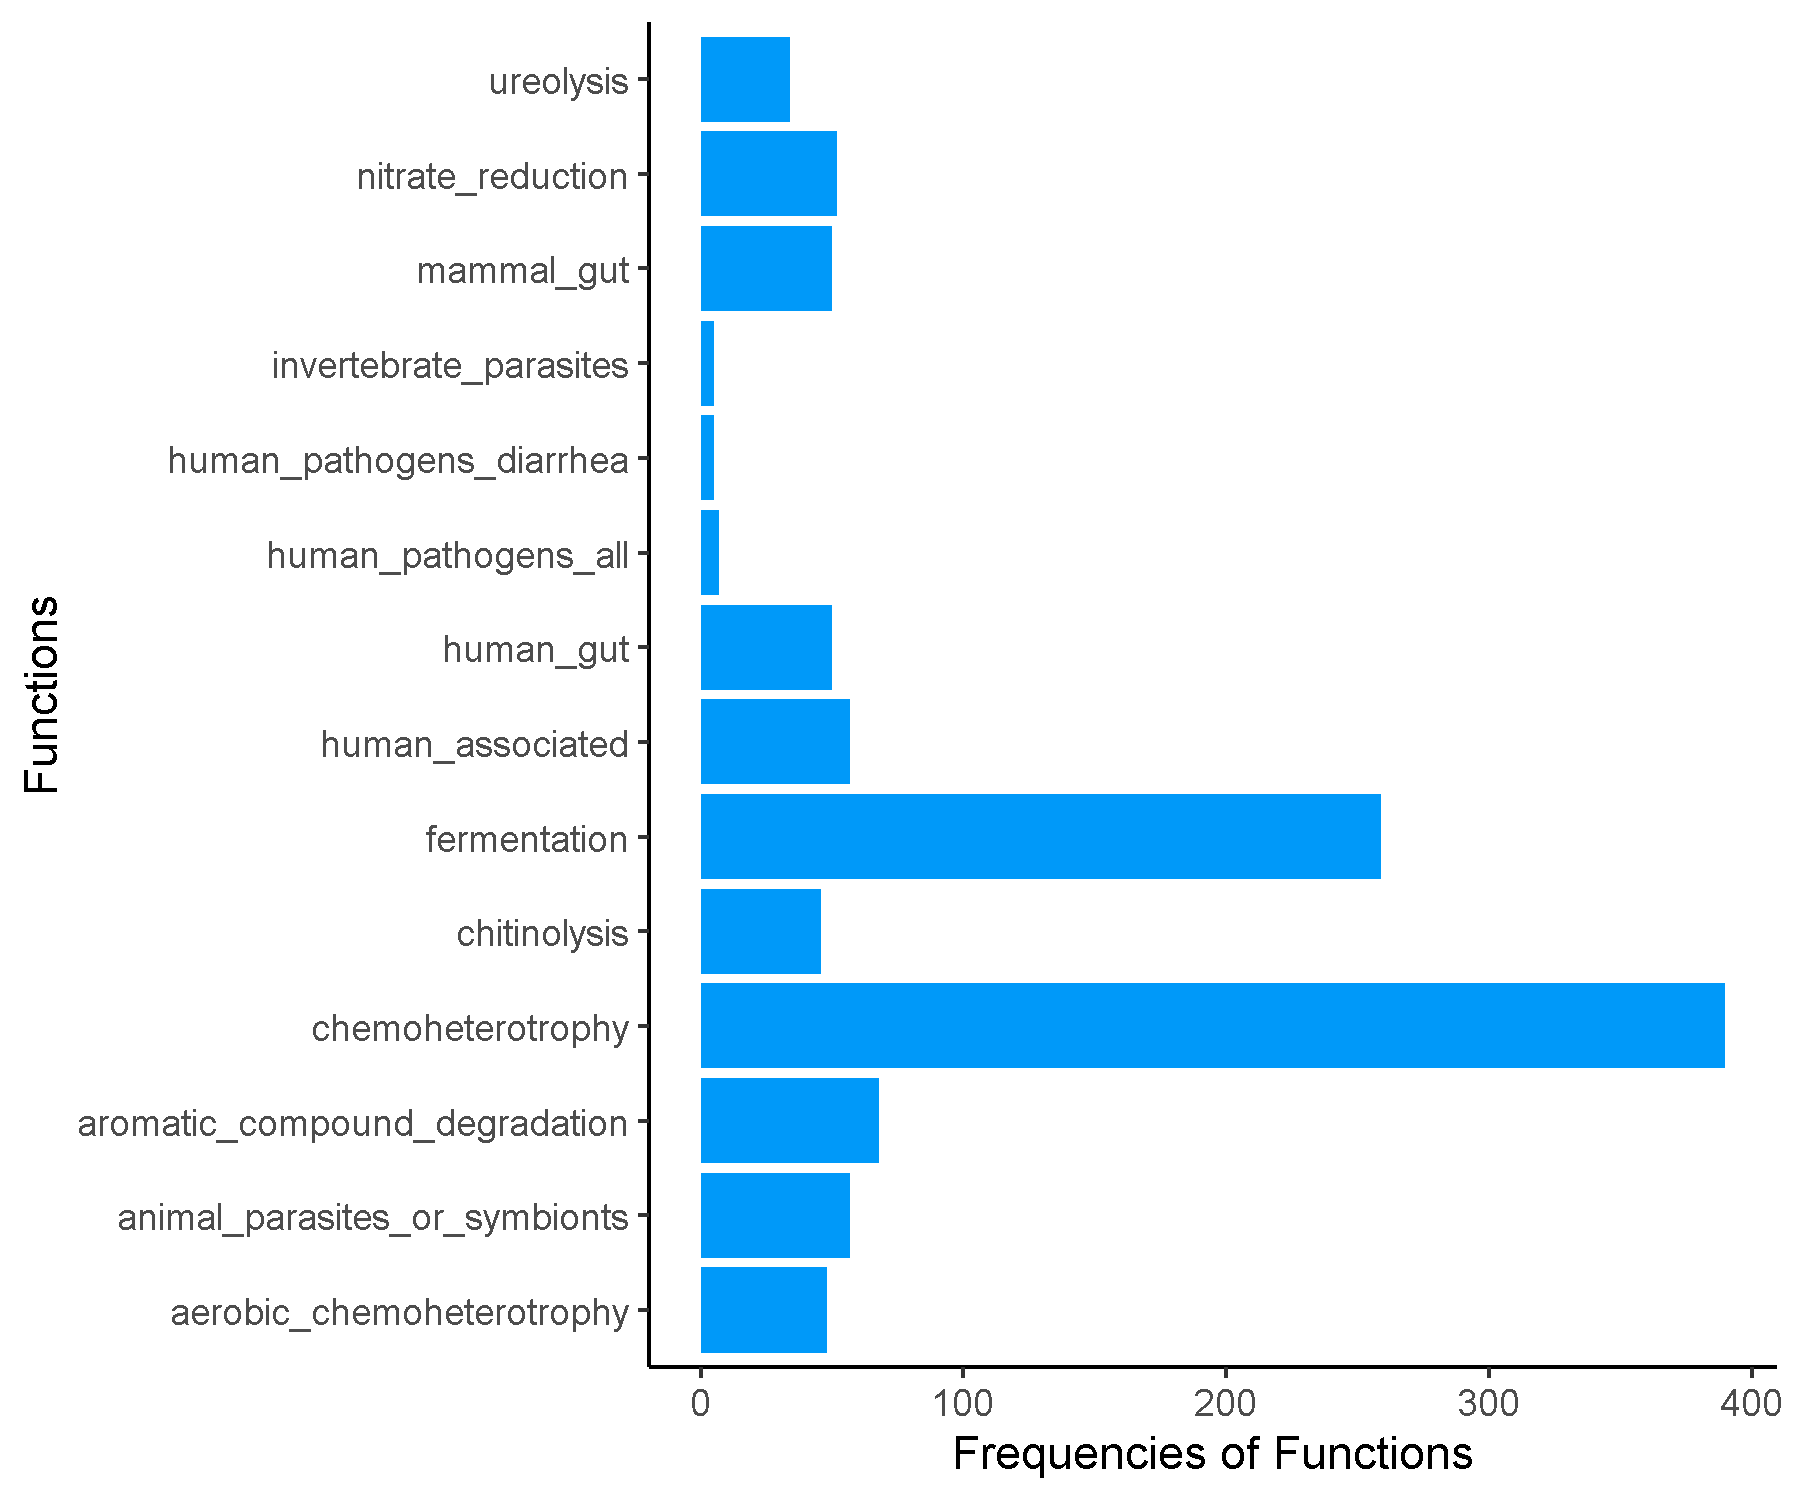 ureolysis
nitrate_reduction
mammal_gut
invertebrate_parasites
human_pathogens_diarrhea
human_pathogens_all
human_gut
human_associated
fermentation
chitinolysis
chemoheterotrophy
aromatic_compound_degradation
animal_parasites_or_symbionts
aerobic_chemoheterotrophy
Functions
0 100 200 300 400
Frequencies of Functions